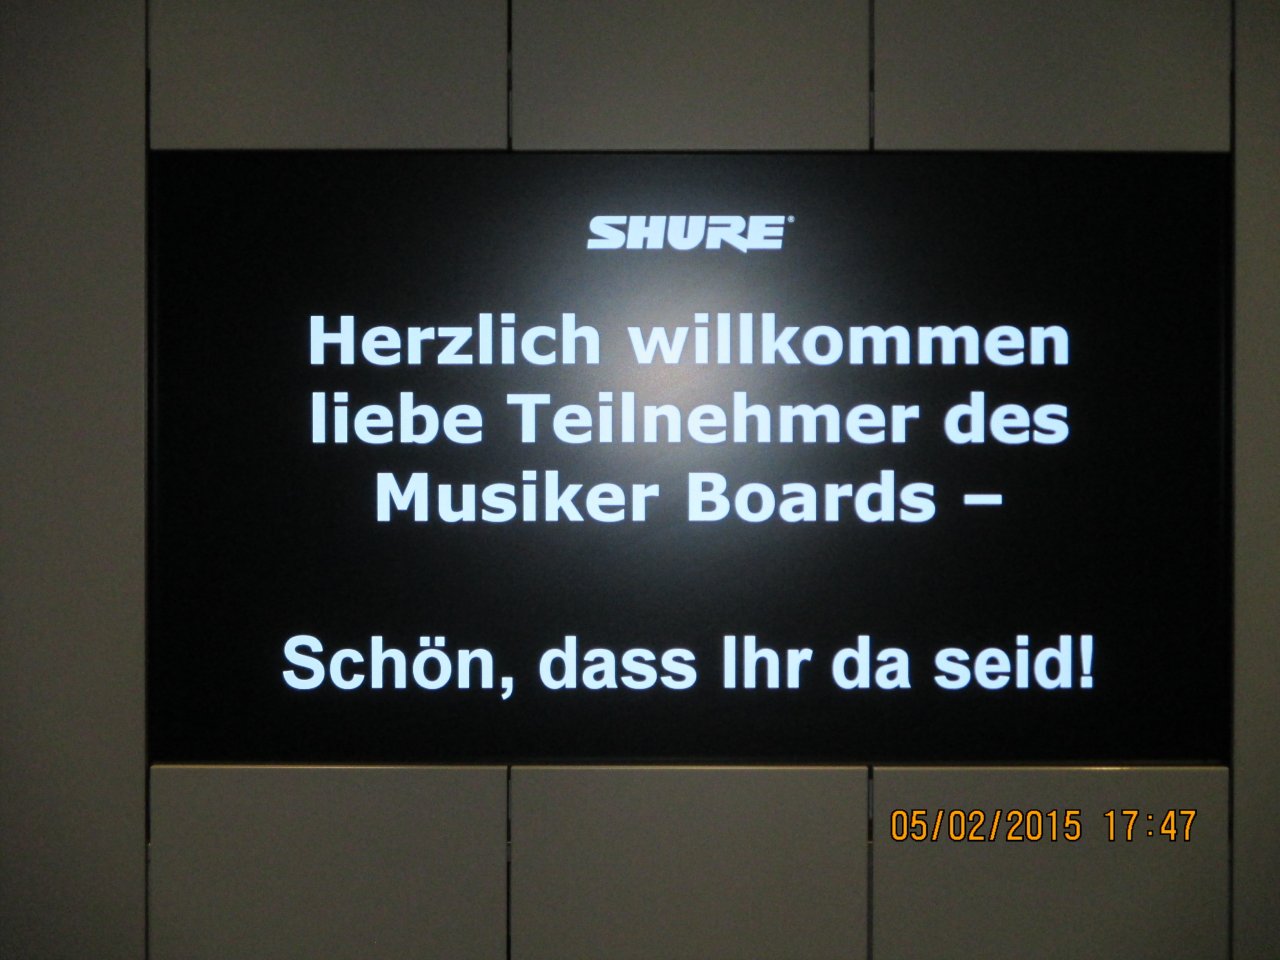 SHURE®
Herzlich willkommen
liebe Teilnehmer des
Musiker Boards –
Schön, dass Ihr da seid!
05/02/2015 17:47